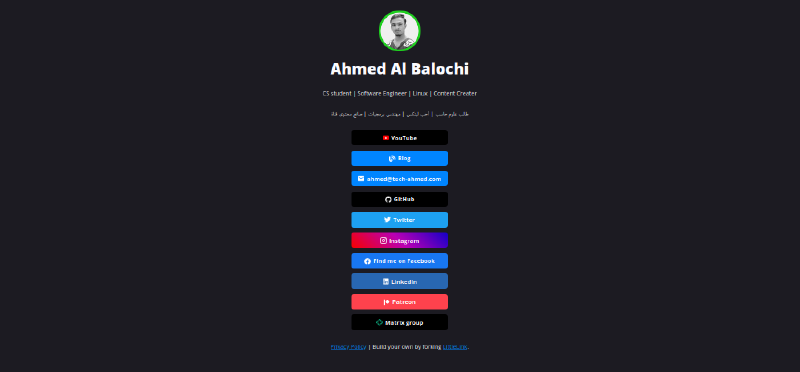 Ahmed Al Balochi
CS student | Software Engineer | Linux | Content Creater
طالب علوم حاسب | أحب لينكس | مهندس برمجيات | صانع محتوى قناة
YouTube
Blog
ahmed@tech-ahmed.com
GitHub
Twitter
Instagram
Find me on Facebook
LinkedIn
Patreon
Matrix group
Privacy Policy | Build your own by forking LittleLink.